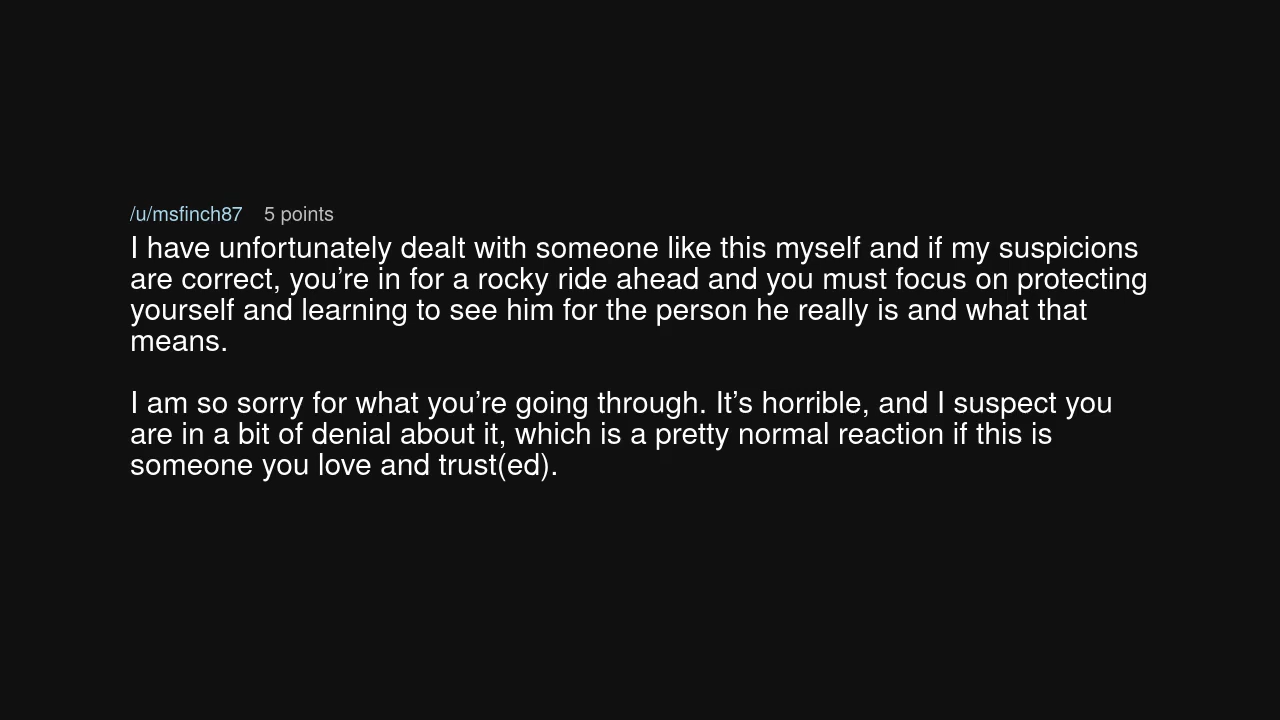 /u/msfinch87 5 points
I have unfortunately dealt with someone like this myself and if my suspicions
are correct, you’re in for a rocky ride ahead and you must focus on protecting
yourself and learning to see him for the person he really is and what that
means.
I am so sorry for what you’re going through. It’s horrible, and I suspect you
are in a bit of denial about it, which is a pretty normal reaction if this is
someone you love and trust(ed).